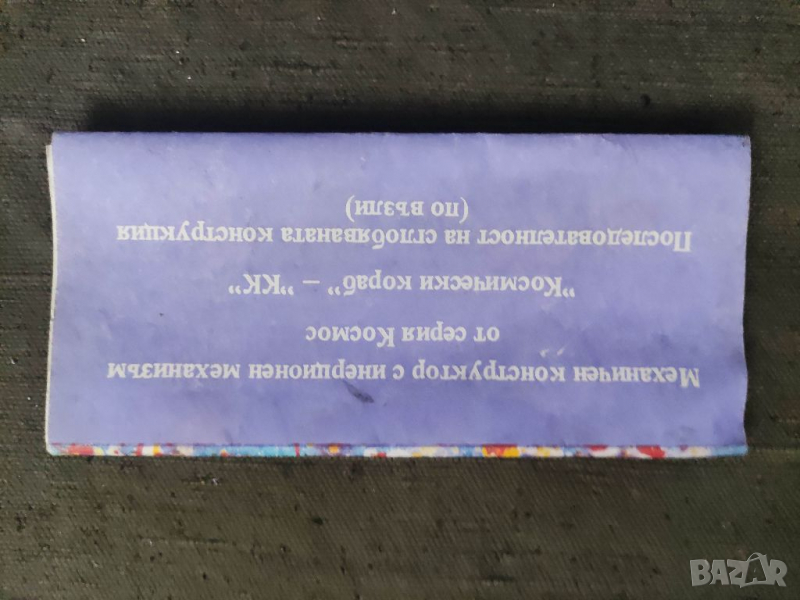 Механичен конструктор с инерционен механизъм
от серия Космос
"Космически кораб" – "КК"
Последователност на сглобяваната конструкция
(по възли)
BAZAR